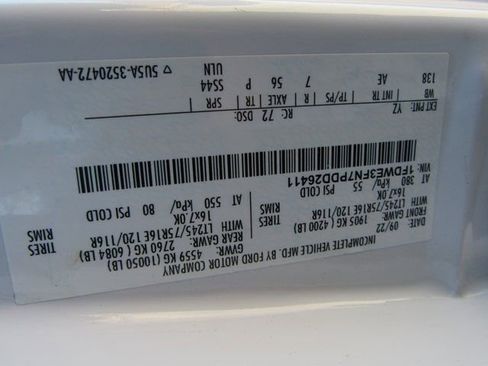 INCOMPLETE VEHICLE MFD. BY FORD MOTOR COMPANY
DATE: 09/22 GVWR: 4559 KG (10050 LB)
FRONT GAWR: 1905 KG (4200 LB) REAR GAWR: 2760 KG (6084 LB)
WITH LT245/75R16E 120/116R TIRES WITH LT245/75R16E 120/116R TIRES
16x7.0K RIMS 16x7.0K RIMS
AT 380 kPa/ 55 PSI COLD AT 550 kPa/ 80 PSI COLD
VIN: 1FDWE3FN7PDD26411
EXT PNT: YZ RC: 72 DSO:
WB INT TR TP/PS R AXLE TR SPR
138 AE 7 56 P S544
ULN
▽ 5U5A-3520472-AA